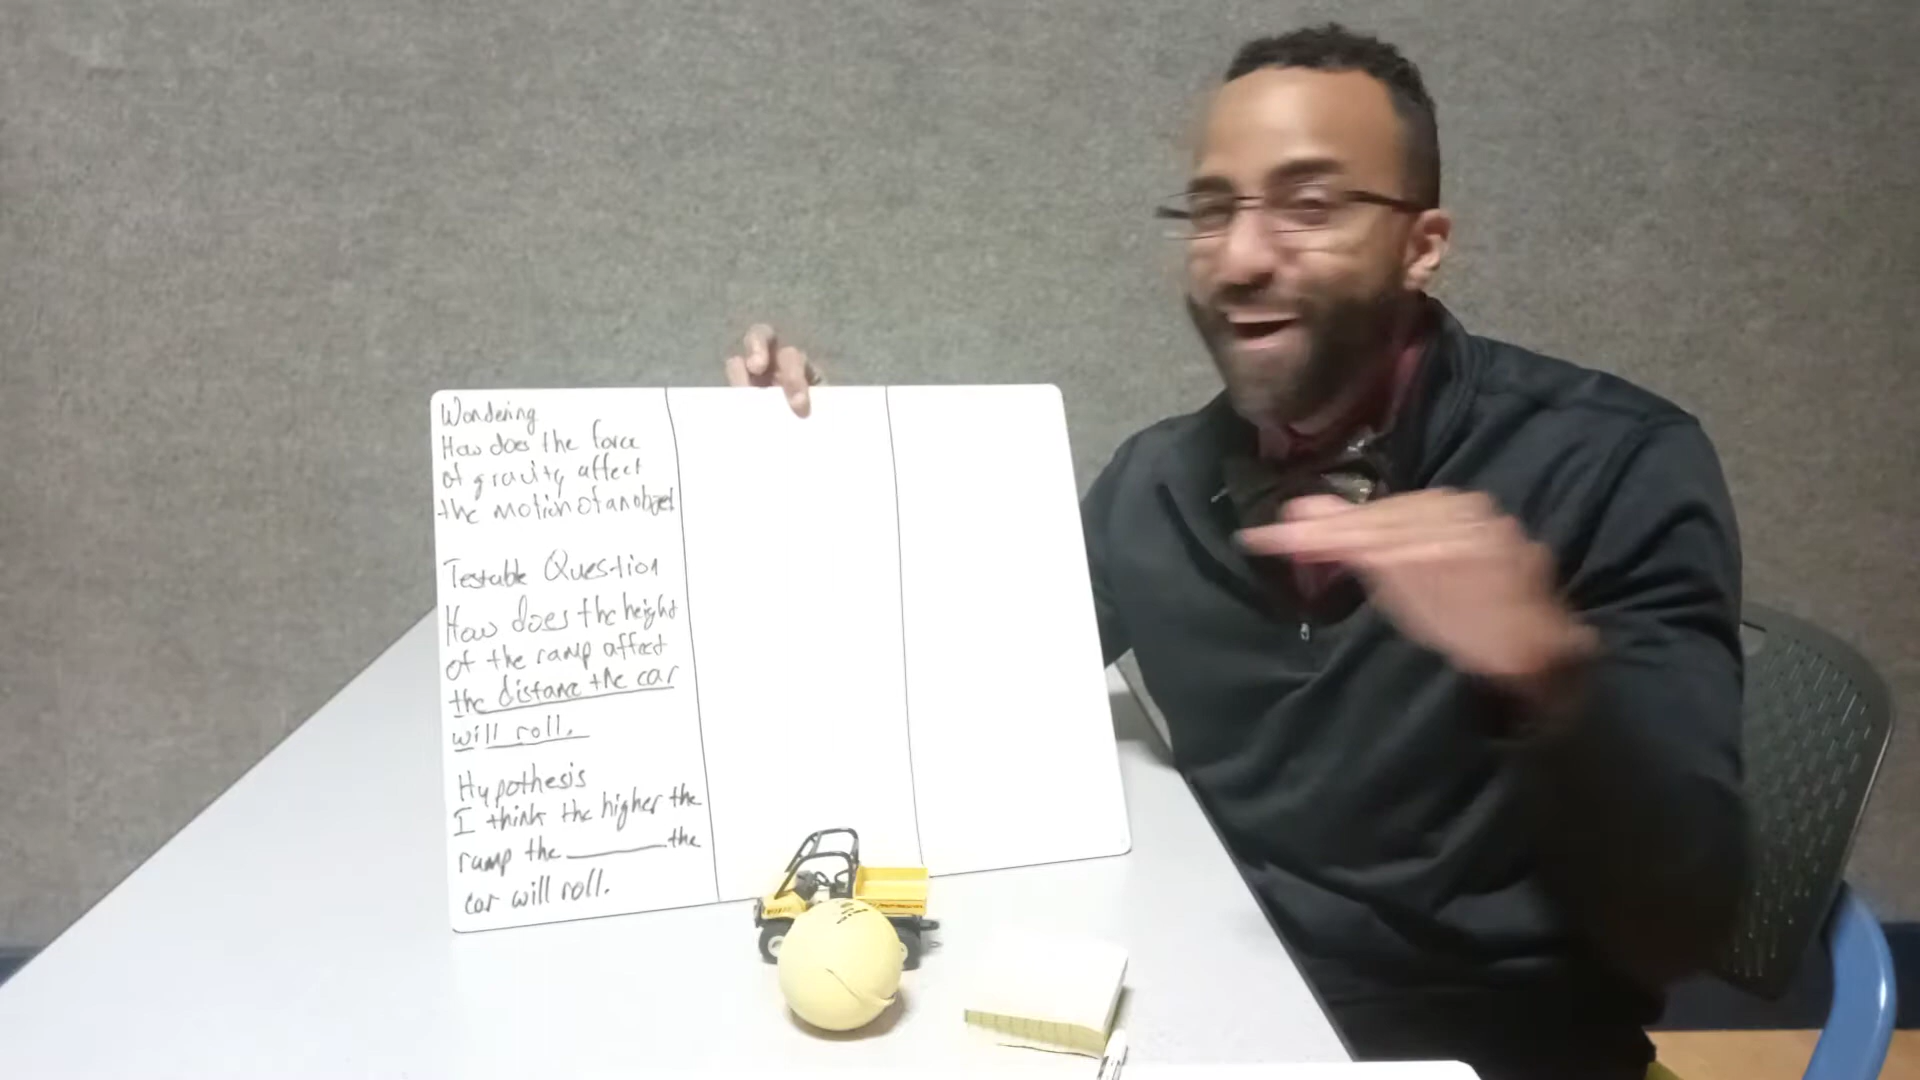 Wondering
How does the force
of gravity affect
the motion of an object
Testable Question
How does the height
of the ramp affect
the distance the car
will roll.
Hypothesis
I think the higher the
ramp the ______ the
car will roll.